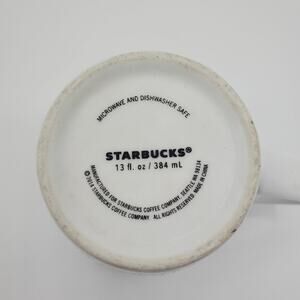 MICROWAVE AND DISHWASHER SAFE
STARBUCKS®
13 fl. oz / 384 mL
MANUFACTURED FOR STARBUCKS COFFEE COMPANY, SEATTLE, WA 98134
©2014 STARBUCKS COFFEE COMPANY. ALL RIGHTS RESERVED. MADE IN CHINA